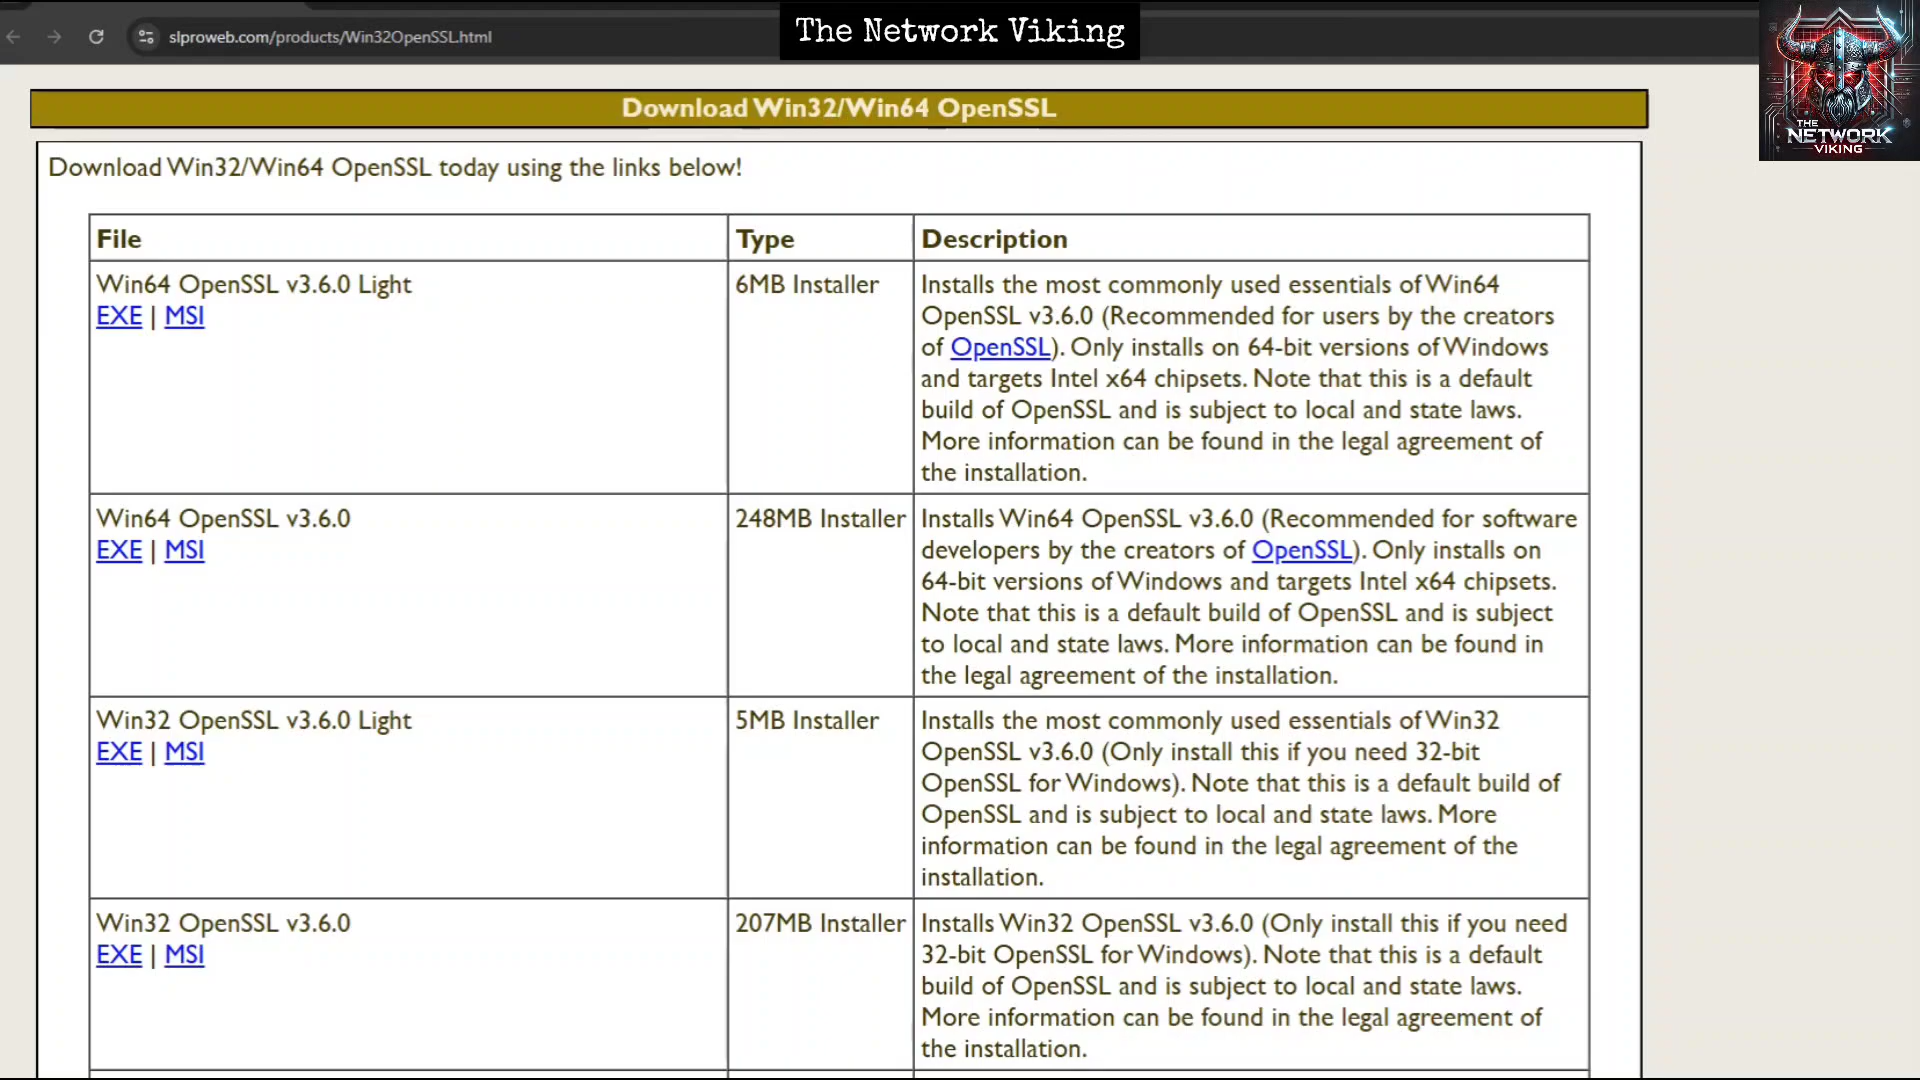 slproweb.com/products/Win32OpenSSL.html
The Network Viking
THE
NETWORK
VIKING
Download Win32/Win64 OpenSSL
Download Win32/Win64 OpenSSL today using the links below!
File
Type
Description
Win64 OpenSSL v3.6.0 Light
EXE | MSI
6MB Installer
Installs the most commonly used essentials of Win64
OpenSSL v3.6.0 (Recommended for users by the creators
of OpenSSL). Only installs on 64-bit versions of Windows
and targets Intel x64 chipsets. Note that this is a default
build of OpenSSL and is subject to local and state laws.
More information can be found in the legal agreement of
the installation.
Win64 OpenSSL v3.6.0
EXE | MSI
248MB Installer
Installs Win64 OpenSSL v3.6.0 (Recommended for software
developers by the creators of OpenSSL). Only installs on
64-bit versions of Windows and targets Intel x64 chipsets.
Note that this is a default build of OpenSSL and is subject
to local and state laws. More information can be found in
the legal agreement of the installation.
Win32 OpenSSL v3.6.0 Light
EXE | MSI
5MB Installer
Installs the most commonly used essentials of Win32
OpenSSL v3.6.0 (Only install this if you need 32-bit
OpenSSL for Windows). Note that this is a default build of
OpenSSL and is subject to local and state laws. More
information can be found in the legal agreement of the
installation.
Win32 OpenSSL v3.6.0
EXE | MSI
207MB Installer
Installs Win32 OpenSSL v3.6.0 (Only install this if you need
32-bit OpenSSL for Windows). Note that this is a default
build of OpenSSL and is subject to local and state laws.
More information can be found in the legal agreement of
the installation.